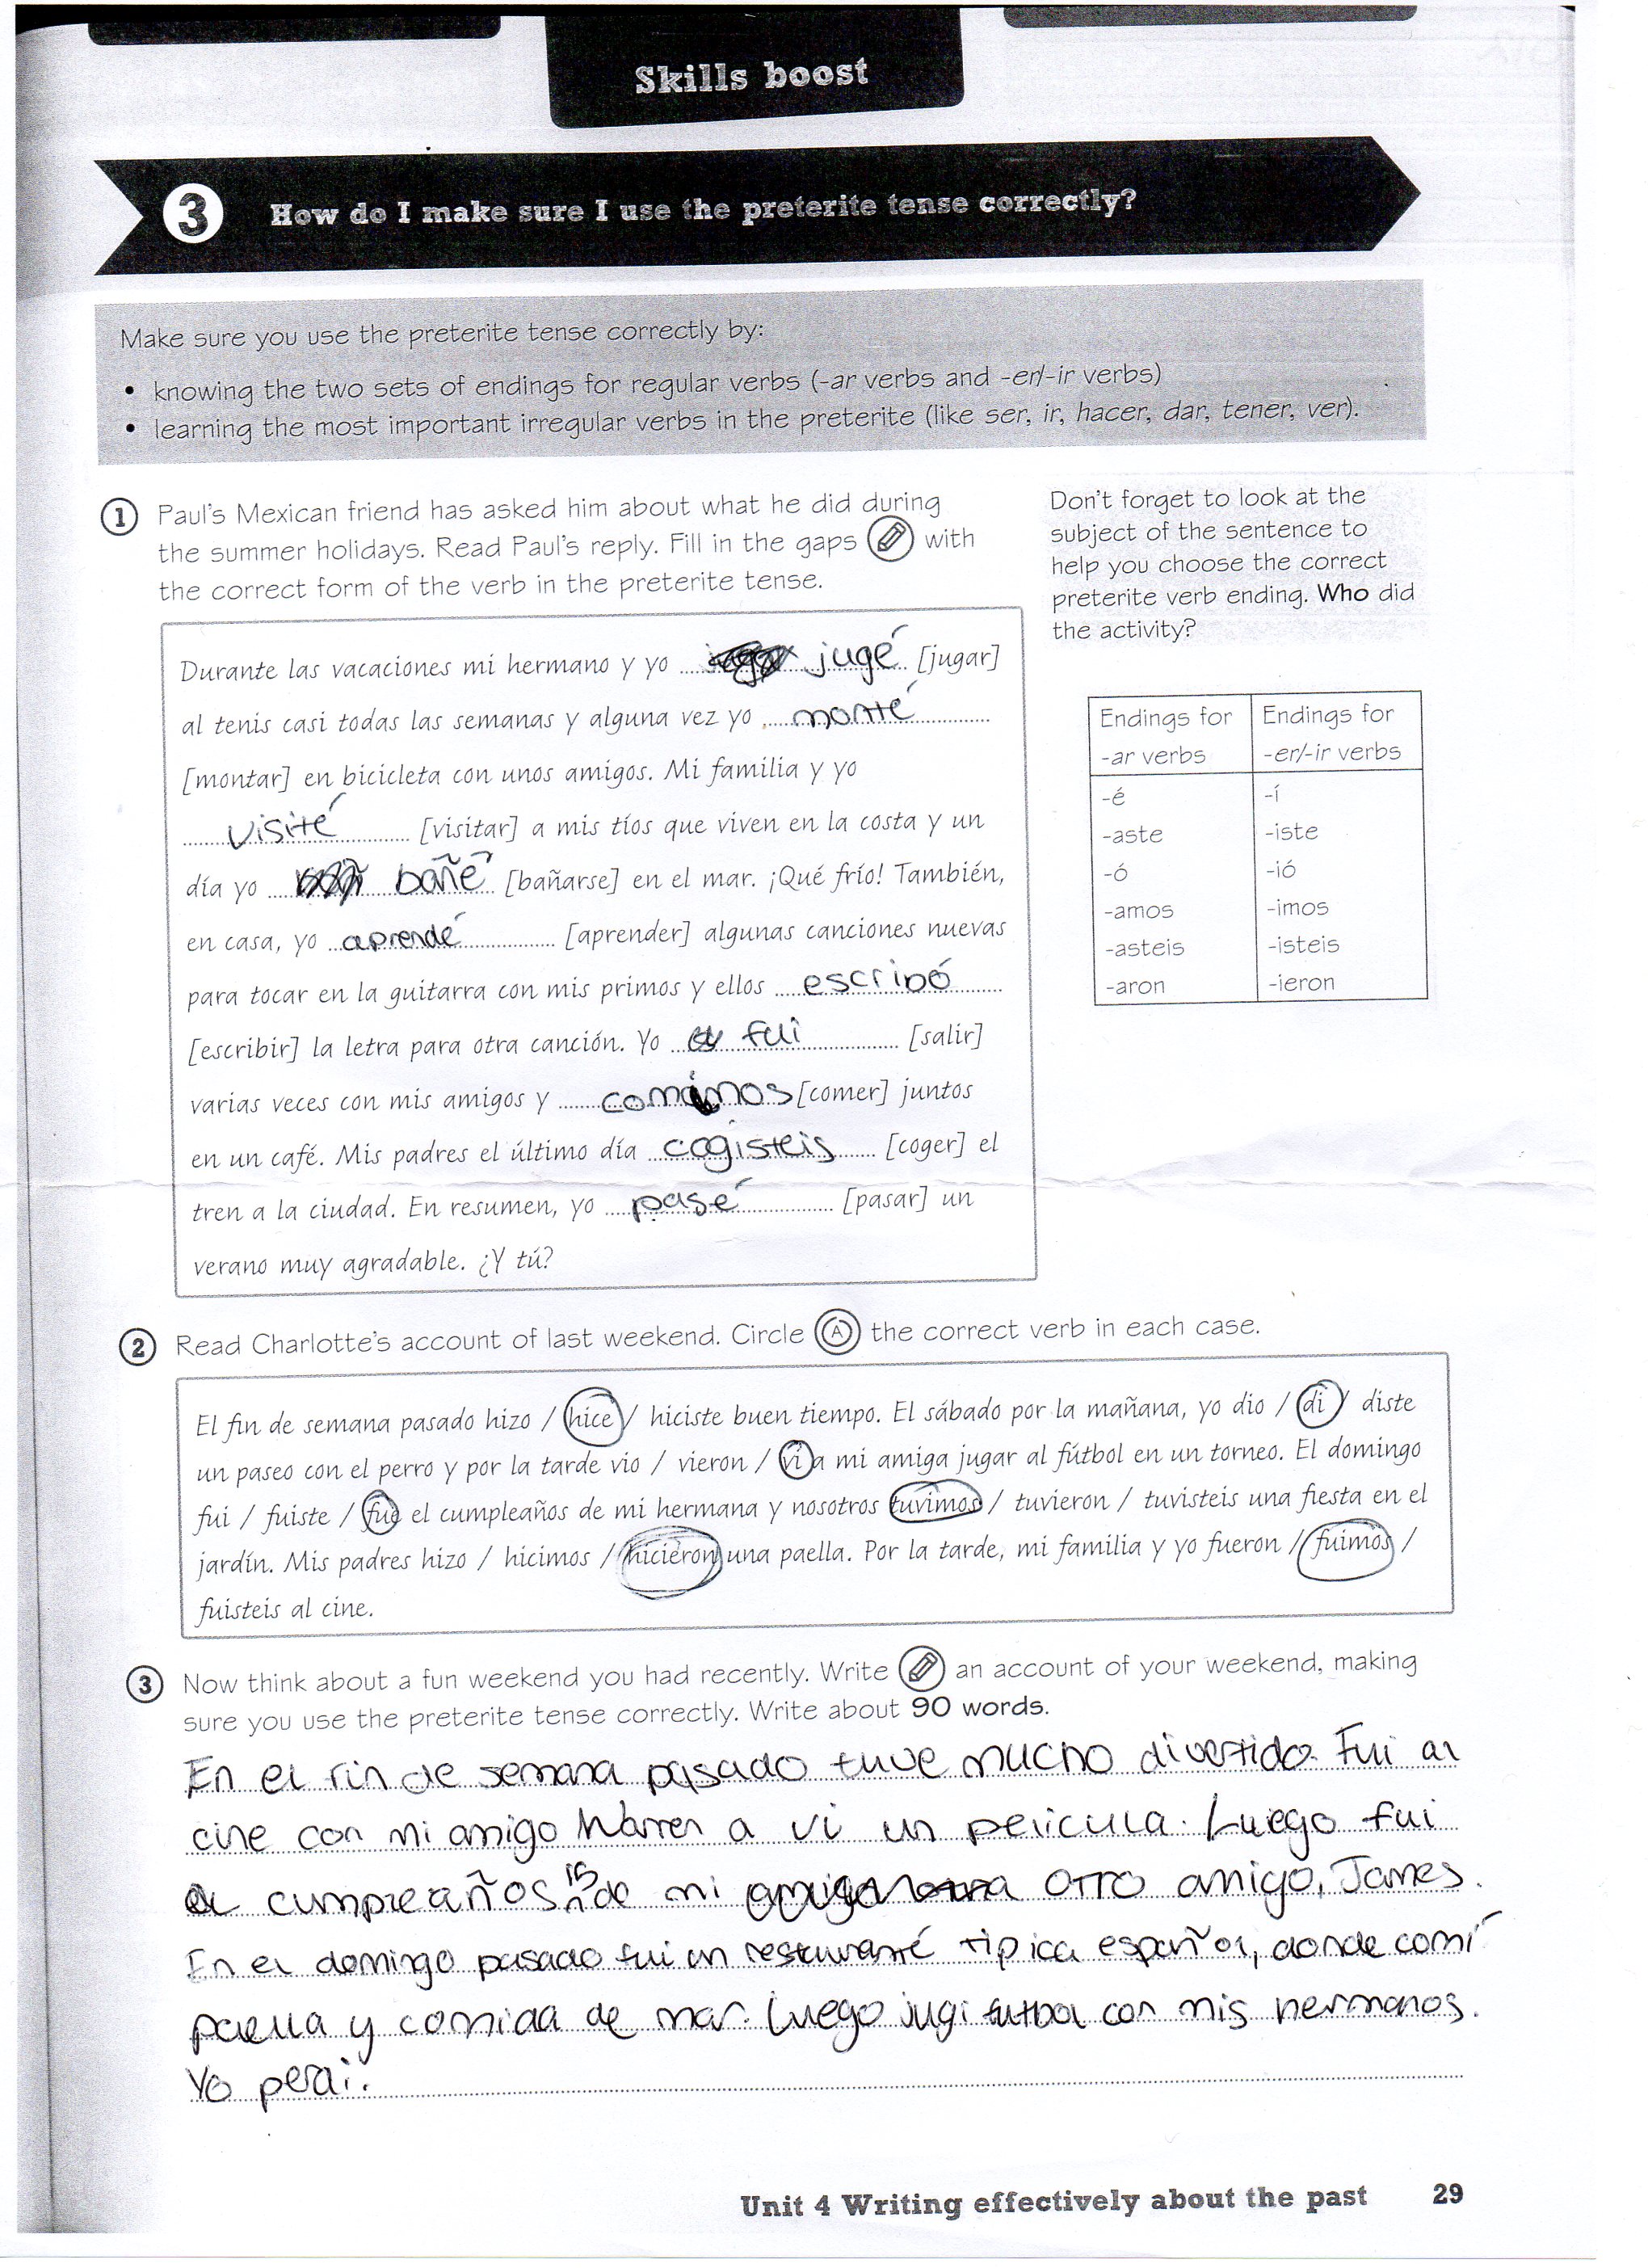 Skills boost
3 How do I make sure I use the preterite tense correctly?
Make sure you use the preterite tense correctly by:
• knowing the two sets of endings for regular verbs (-ar verbs and -er/-ir verbs)
• learning the most important irregular verbs in the preterite (like ser, ir, hacer, dar, tener, ver).
1 Paul's Mexican friend has asked him about what he did during
the summer holidays. Read Paul's reply. Fill in the gaps with
the correct form of the verb in the preterite tense.
Don't forget to look at the
subject of the sentence to
help you choose the correct
preterite verb ending. Who did
the activity?
Durante las vacaciones mi hermano y yo jugé [jugar]
al tenis casi todas las semanas y alguna vez yo monté
[montar] en bicicleta con unos amigos. Mi familia y yo
visité [visitar] a mis tíos que viven en la costa y un
día yo bañé [bañarse] en el mar. ¡Qué frío! También,
en casa, yo aprendé [aprender] algunas canciones nuevas
para tocar en la guitarra con mis primos y ellos escribó
[escribir] la letra para otra canción. Yo fui [salir]
varias veces con mis amigos y comimos [comer] juntos
en un café. Mis padres el último día cogisteis [coger] el
tren a la ciudad. En resumen, yo pasé [pasar] un
verano muy agradable. ¿Y tú?
Endings for Endings for
-ar verbs -er/-ir verbs
-é -í
-aste -iste
-ó -ió
-amos -imos
-asteis -isteis
-aron -ieron
2 Read Charlotte's account of last weekend. Circle A the correct verb in each case.
El fin de semana pasado hizo / hice / hiciste buen tiempo. El sábado por la mañana, yo dio / di / diste
un paseo con el perro y por la tarde vio / vieron / vi a mi amiga jugar al fútbol en un torneo. El domingo
fui / fuiste / fue el cumpleaños de mi hermana y nosotros tuvimos / tuvieron / tuvisteis una fiesta en el
jardín. Mis padres hizo / hicimos / hicieron una paella. Por la tarde, mi familia y yo fueron / fuimos /
fuisteis al cine.
3 Now think about a fun weekend you had recently. Write an account of your weekend, making
sure you use the preterite tense correctly. Write about 90 words.
En el fin de semana pasado tuve mucho divertido. Fui al
cine con mi amigo Warren a vi un pelicula. Luego fui
cumpleaños de mi otro amigo, James.
En el domingo pasado fui un restauranté tipica español, donde comí
paella y comida de mar. Luego jugi futbol con mis hermanos.
Yo perdi.
Unit 4 Writing effectively about the past 29